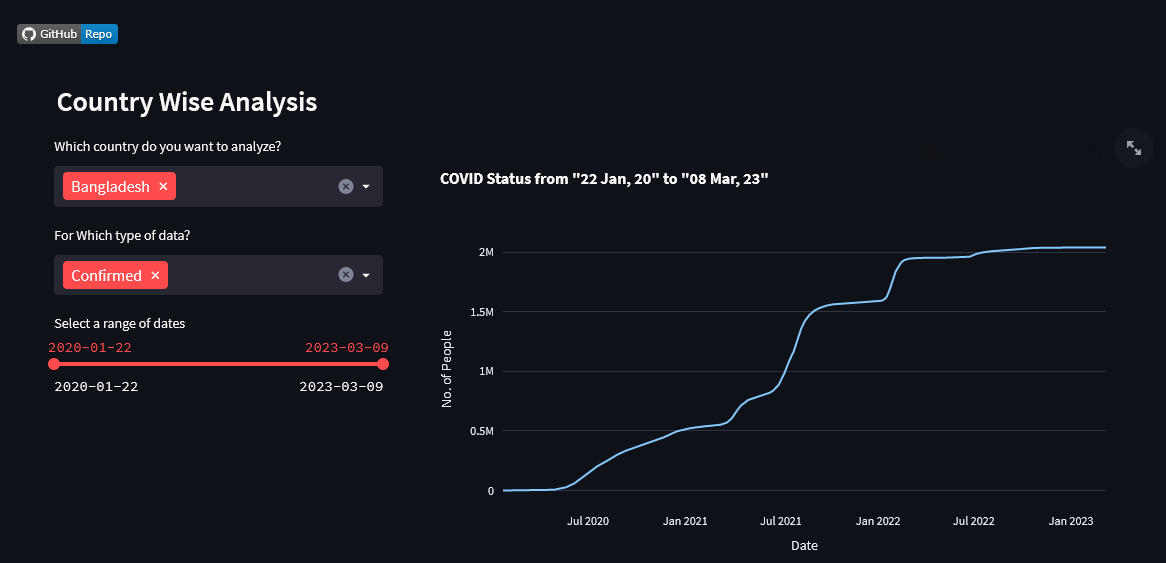 GitHub Repo
Country Wise Analysis
Which country do you want to analyze?
Bangladesh
For Which type of data?
Confirmed
Select a range of dates
2020-01-22 2023-03-09
2020-01-22 2023-03-09
COVID Status from "22 Jan, 20" to "08 Mar, 23"
2M
1.5M
1M
0.5M
0
No. of People
Jul 2020 Jan 2021 Jul 2021 Jan 2022 Jul 2022 Jan 2023
Date